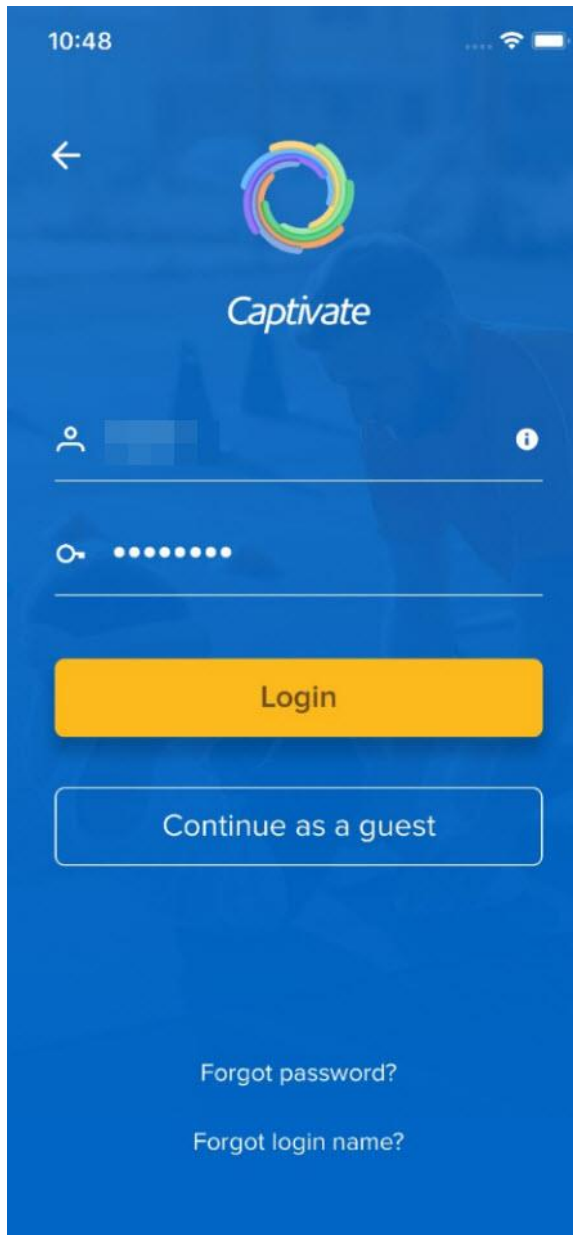 10:48
Captivate
Login
Continue as a guest
Forgot password?
Forgot login name?